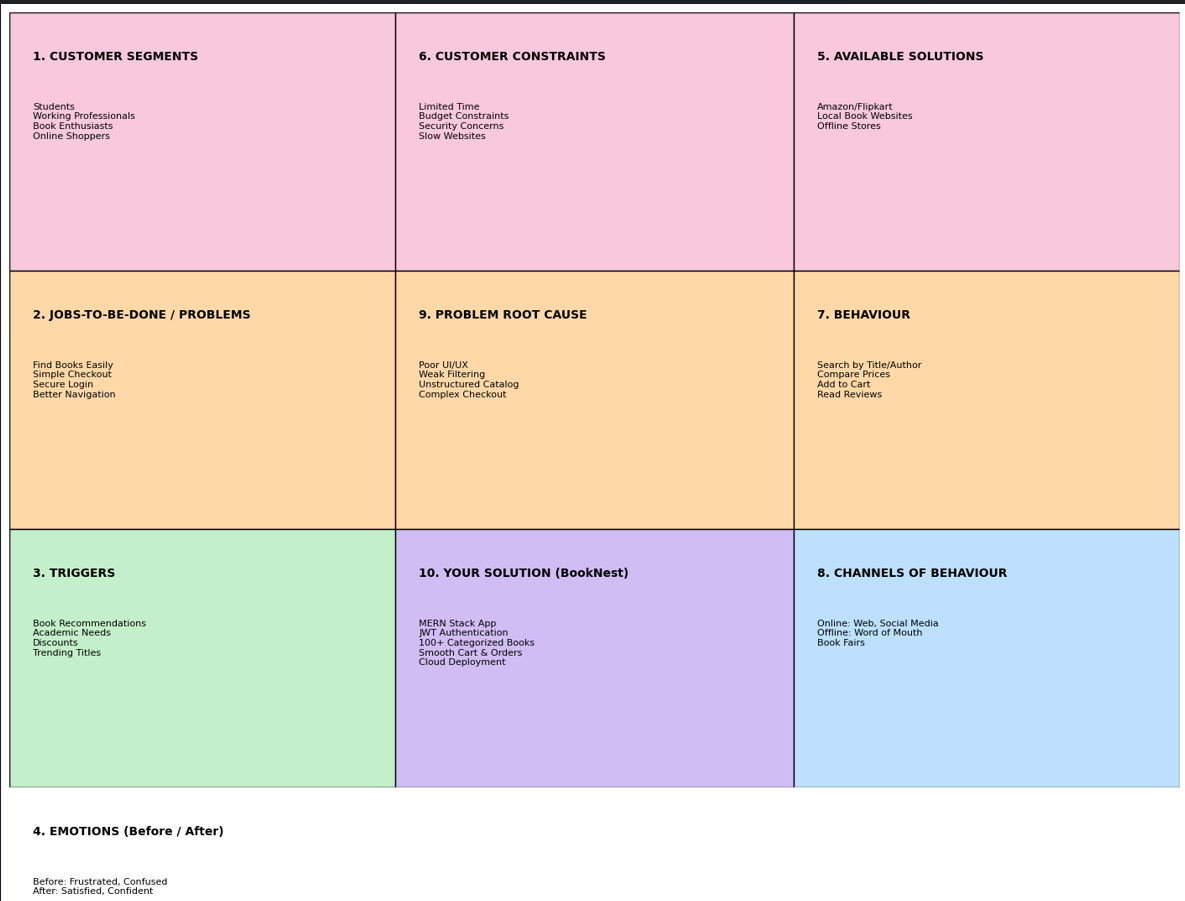 1. CUSTOMER SEGMENTS
Students
Working Professionals
Book Enthusiasts
Online Shoppers
6. CUSTOMER CONSTRAINTS
Limited Time
Budget Constraints
Security Concerns
Slow Websites
5. AVAILABLE SOLUTIONS
Amazon/Flipkart
Local Book Websites
Offline Stores
2. JOBS-TO-BE-DONE / PROBLEMS
Find Books Easily
Simple Checkout
Secure Login
Better Navigation
9. PROBLEM ROOT CAUSE
Poor UI/UX
Weak Filtering
Unstructured Catalog
Complex Checkout
7. BEHAVIOUR
Search by Title/Author
Compare Prices
Add to Cart
Read Reviews
3. TRIGGERS
Book Recommendations
Academic Needs
Discounts
Trending Titles
10. YOUR SOLUTION (BookNest)
MERN Stack App
JWT Authentication
100+ Categorized Books
Smooth Cart & Orders
Cloud Deployment
8. CHANNELS OF BEHAVIOUR
Online: Web, Social Media
Offline: Word of Mouth
Book Fairs
4. EMOTIONS (Before / After)
Before: Frustrated, Confused
After: Satisfied, Confident